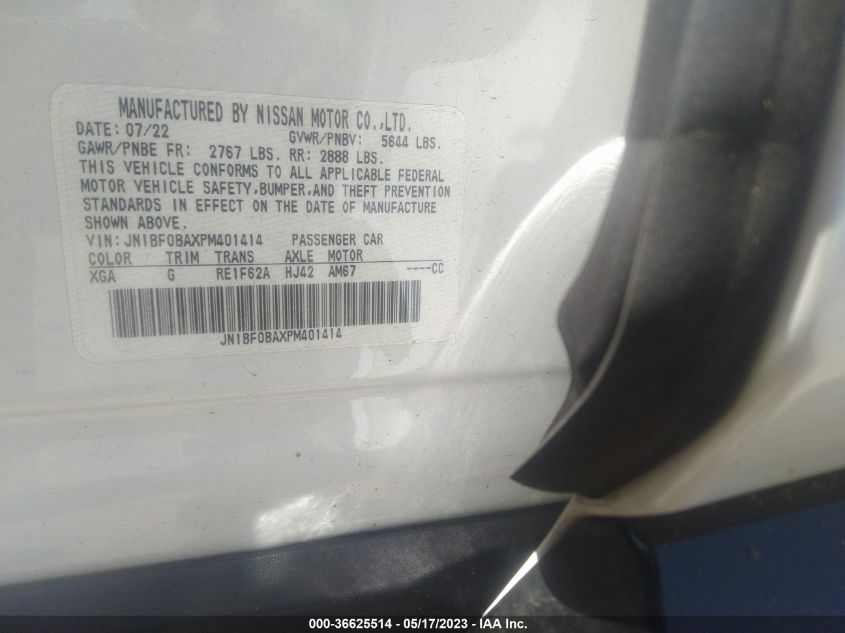 MANUFACTURED BY NISSAN MOTOR CO.,LTD.
DATE: 07/22 GVWR/PNBV: 5644 LBS.
GAWR/PNBE FR: 2767 LBS. RR: 2888 LBS.
THIS VEHICLE CONFORMS TO ALL APPLICABLE FEDERAL
MOTOR VEHICLE SAFETY,BUMPER,AND THEFT PREVENTION
STANDARDS IN EFFECT ON THE DATE OF MANUFACTURE
SHOWN ABOVE.
VIN: JN1BF0BAXPM401414 PASSENGER CAR
COLOR TRIM TRANS AXLE MOTOR
XGA G RE1F62A HJ42 AM67 ----CC
JN1BF0BAXPM401414
000-36625514 - 05/17/2023 - IAA Inc.